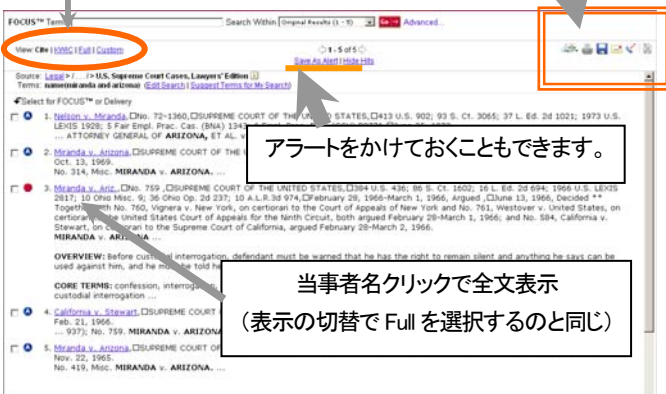 FOCUS™ Terms Search Within Original Results (1 - 5) Go Advanced...
View: Cite | KWIC | Full | Custom
1 - 5 of 5
Save As Alert | Hide Hits
Source: Legal > / . . . / > U.S. Supreme Court Cases, Lawyers' Edition
Terms: name(miranda and arizona) (Edit Search | Suggest Terms for My Search)
Select for FOCUS™ or Delivery
1. Nelson v. Miranda, No. 72-1360, SUPREME COURT OF THE UNITED STATES, 413 U.S. 902; 93 S. Ct. 3065; 37 L. Ed. 2d 1021; 1973 U.S.
LEXIS 1928; 5 Fair Empl. Prac. Cas. (BNA) 1343
... ATTORNEY GENERAL OF ARIZONA, ET AL. v.
アラートをかけておくこともできます。
2. Miranda v. Arizona, SUPREME COURT OF THE
Oct. 13, 1969.
No. 314, Misc. MIRANDA v. ARIZONA. ...
3. Miranda v. Ariz., No. 759 , SUPREME COURT OF THE UNITED STATES, 384 U.S. 436; 86 S. Ct. 1602; 16 L. Ed. 2d 694; 1966 U.S. LEXIS
2817; 10 Ohio Misc. 9; 36 Ohio Op. 2d 237; 10 A.L.R.3d 974, February 28, 1966-March 1, 1966, Argued , June 13, 1966, Decided **
Together with No. 760, Vignera v. New York, on certiorari to the Court of Appeals of New York and No. 761, Westover v. United States, on
certiorari the United States Court of Appeals for the Ninth Circuit, both argued February 28-March 1, 1966; and No. 584, California v.
Stewart, on certiorari to the Supreme Court of California, argued February 28-March 2, 1966.
MIRANDA v. ARIZONA ...
OVERVIEW: Before custodial interrogation, defendant must be warned that he has the right to remain silent and anything he says can be
used against him, and he must be told he
CORE TERMS: confession, interrogation,
custodial interrogation ...
当事者名クリックで全文表示
(表示の切替で Full を選択するのと同じ)
4. California v. Stewart, SUPREME COURT
Feb. 21, 1966.
... 937); No. 759. MIRANDA v. ARIZONA
5. Miranda v. Arizona, SUPREME COURT OF
Nov. 22, 1965.
No. 419, Misc. MIRANDA v. ARIZONA. ...